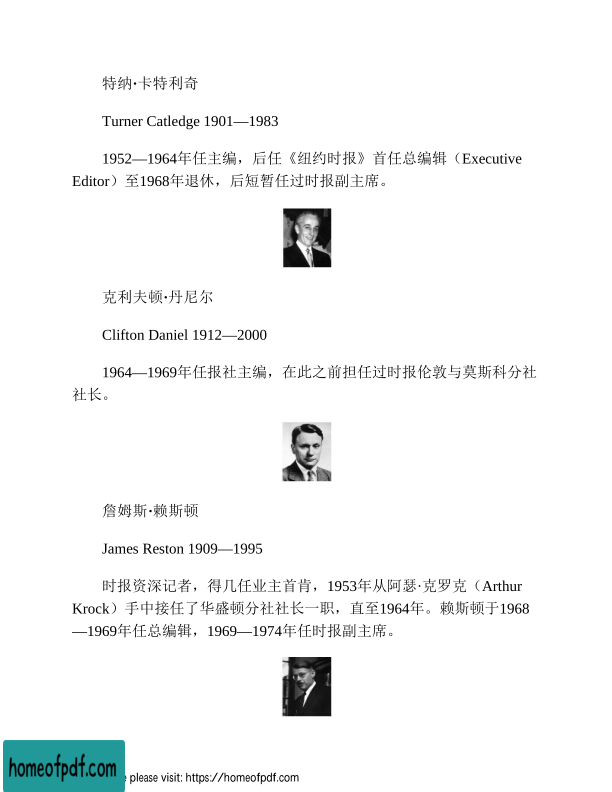 特纳·卡特利奇
Turner Catledge 1901—1983
1952—1964年任主编，后任《纽约时报》首任总编辑（Executive
Editor）至1968年退休，后短暂任过时报副主席。
克利夫顿·丹尼尔
Clifton Daniel 1912—2000
1964—1969年任报社主编，在此之前担任过时报伦敦与莫斯科分社
社长。
詹姆斯·赖斯顿
James Reston 1909—1995
时报资深记者，得几任业主首肯，1953年从阿瑟·克罗克（Arthur
Krock）手中接任了华盛顿分社社长一职，直至1964年。赖斯顿于1968
—1969年任总编辑，1969—1974年任时报副主席。
homeofpdf.com
please visit: https://homeofpdf.com